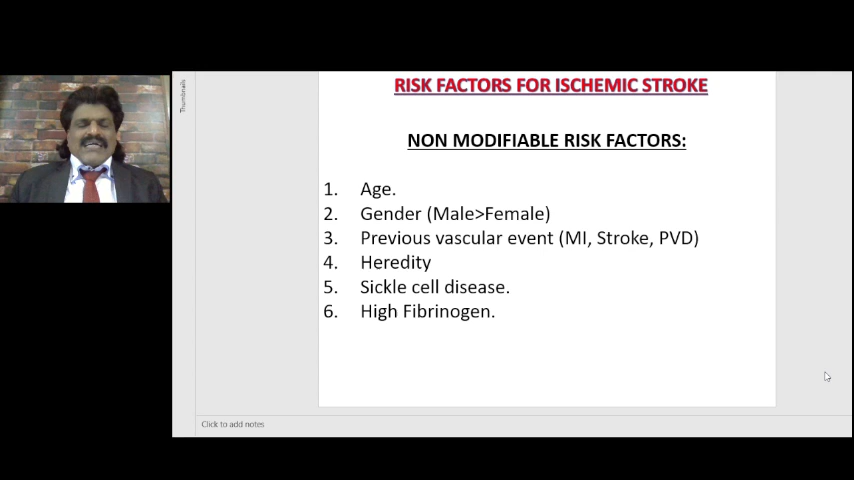 Thumbnails
RISK FACTORS FOR ISCHEMIC STROKE
NON MODIFIABLE RISK FACTORS:
1. Age.
2. Gender (Male>Female)
3. Previous vascular event (MI, Stroke, PVD)
4. Heredity
5. Sickle cell disease.
6. High Fibrinogen.
Click to add notes